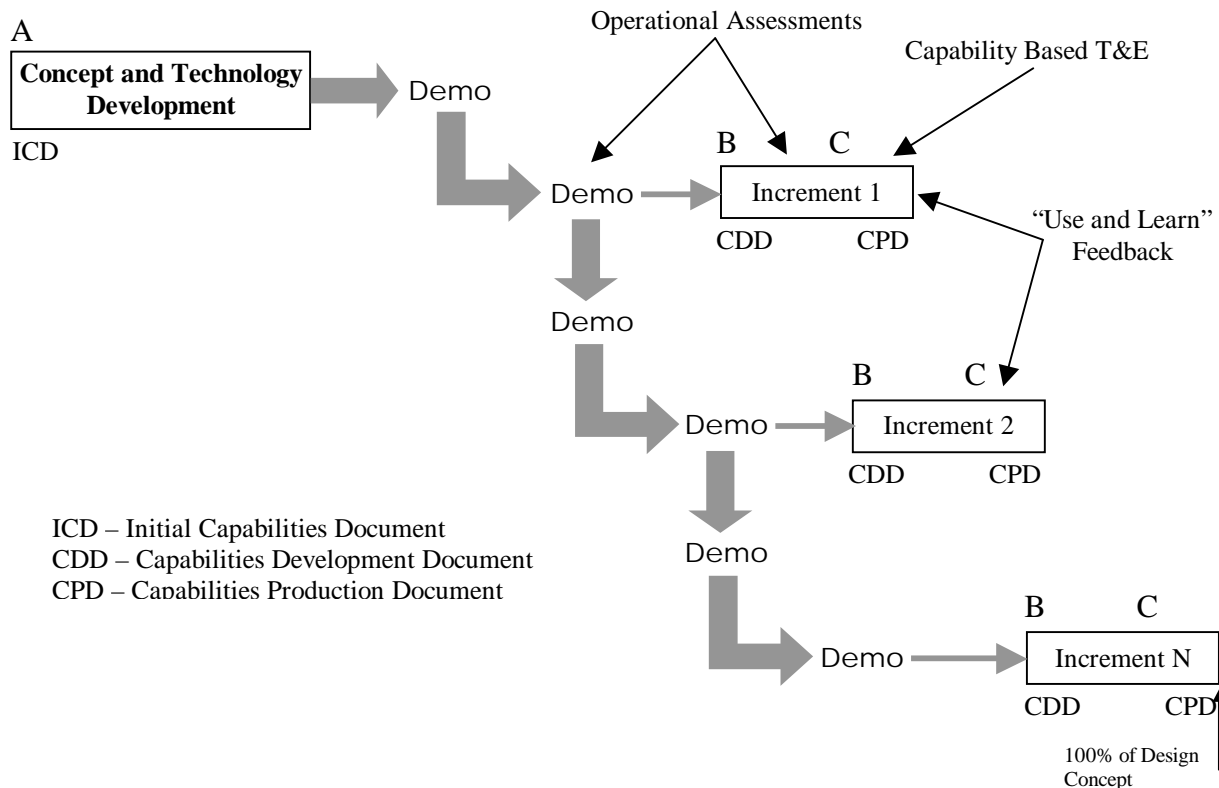 Operational Assessments
A
Capability Based T&E
Concept and Technology
Development
Demo
ICD
B C
Demo
Increment 1
CDD CPD
“Use and Learn”
Feedback
Demo
B C
Demo
Increment 2
CDD CPD
ICD – Initial Capabilities Document
CDD – Capabilities Development Document
CPD – Capabilities Production Document
Demo
B C
Demo
Increment N
CDD CPD
100% of Design
Concept